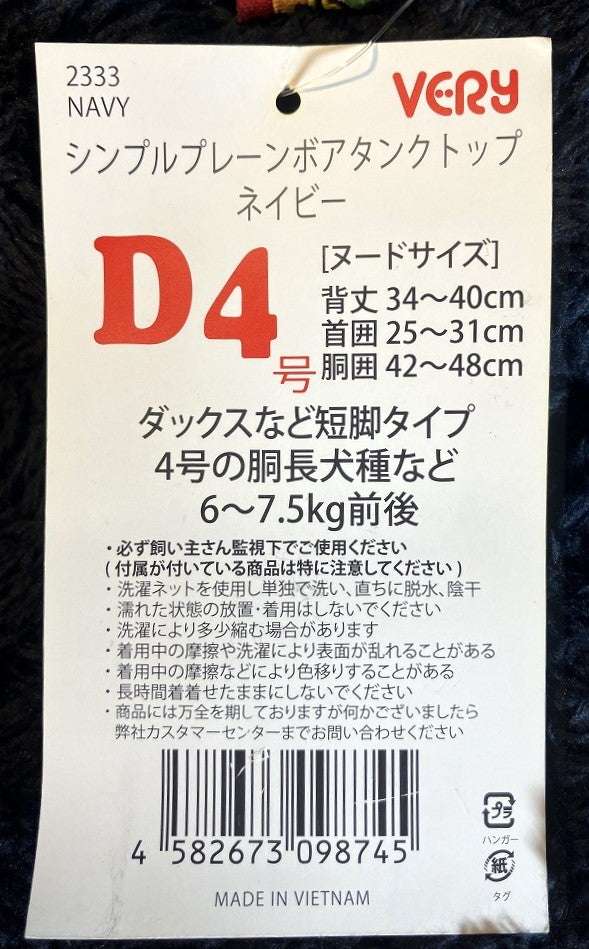 2333
NAVY
VERY
シンプルプレーンボアタンクトップ
ネイビー
D4号
[ヌードサイズ]
背丈 34～40cm
首囲 25～31cm
胴囲 42～48cm
ダックスなど短脚タイプ
4号の胴長犬種など
6～7.5kg前後
・必ず飼い主さん監視下でご使用ください
(付属が付いている商品は特に注意してください)
・洗濯ネットを使用し単独で洗い、直ちに脱水、陰干
・濡れた状態の放置・着用はしないでください
・洗濯により多少縮む場合があります
・着用中の摩擦や洗濯により表面が乱れることがある
・着用中の摩擦などにより色移りすることがある
・長時間着せたままにしないでください
・商品には万全を期しておりますが何かございましたら
弊社カスタマーセンターまでお問い合わせください
4 582673 098745
プラ
ハンガー
紙
タグ
MADE IN VIETNAM